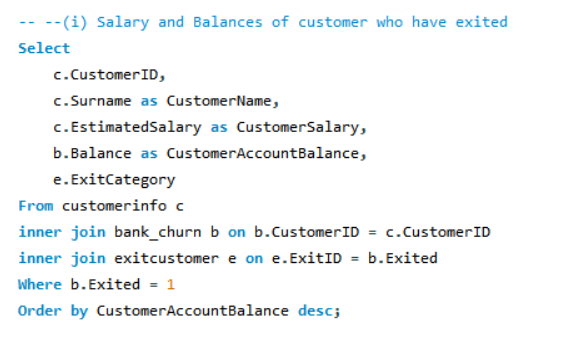 -- --(i) Salary and Balances of customer who have exited
Select
    c.CustomerID,
    c.Surname as CustomerName,
    c.EstimatedSalary as CustomerSalary,
    b.Balance as CustomerAccountBalance,
    e.ExitCategory
From customerinfo c
inner join bank_churn b on b.CustomerID = c.CustomerID
inner join exitcustomer e on e.ExitID = b.Exited
Where b.Exited = 1
Order by CustomerAccountBalance desc;